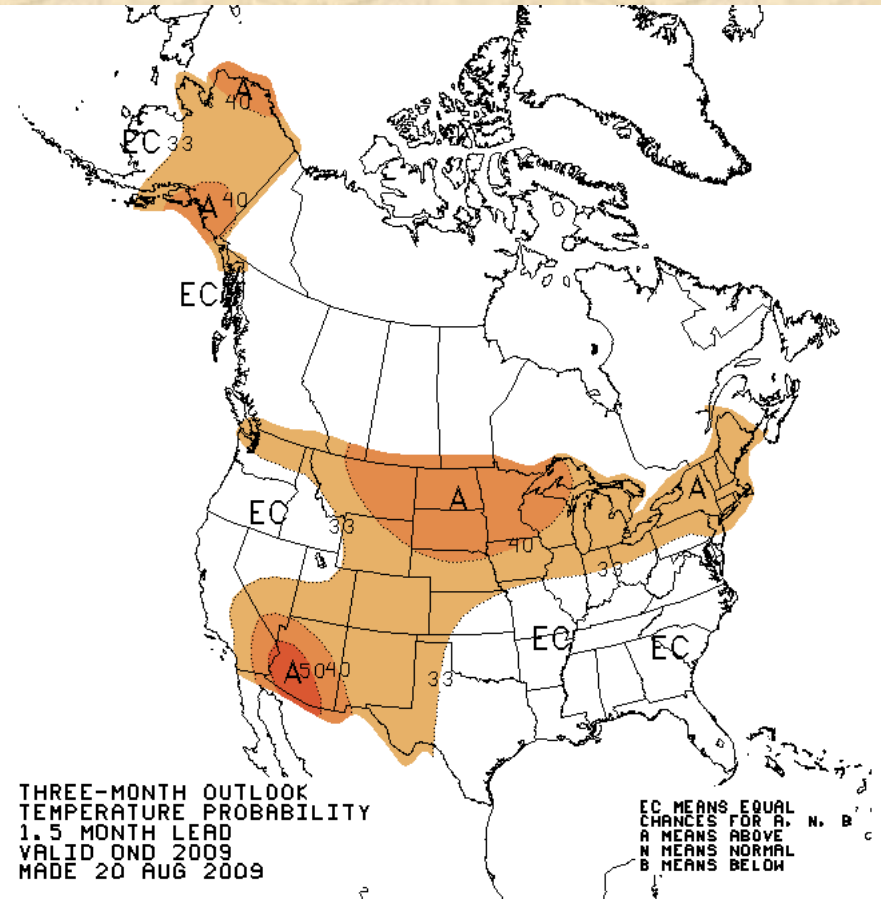 A
40
EC
33
A
40
EC
A
A
EC
33
40
33
EC
EC
A
50
40
33
THREE-MONTH OUTLOOK
TEMPERATURE PROBABILITY
1.5 MONTH LEAD
VALID OND 2009
MADE 20 AUG 2009
EC MEANS EQUAL
CHANCES FOR A, N, B
A MEANS ABOVE
N MEANS NORMAL
B MEANS BELOW